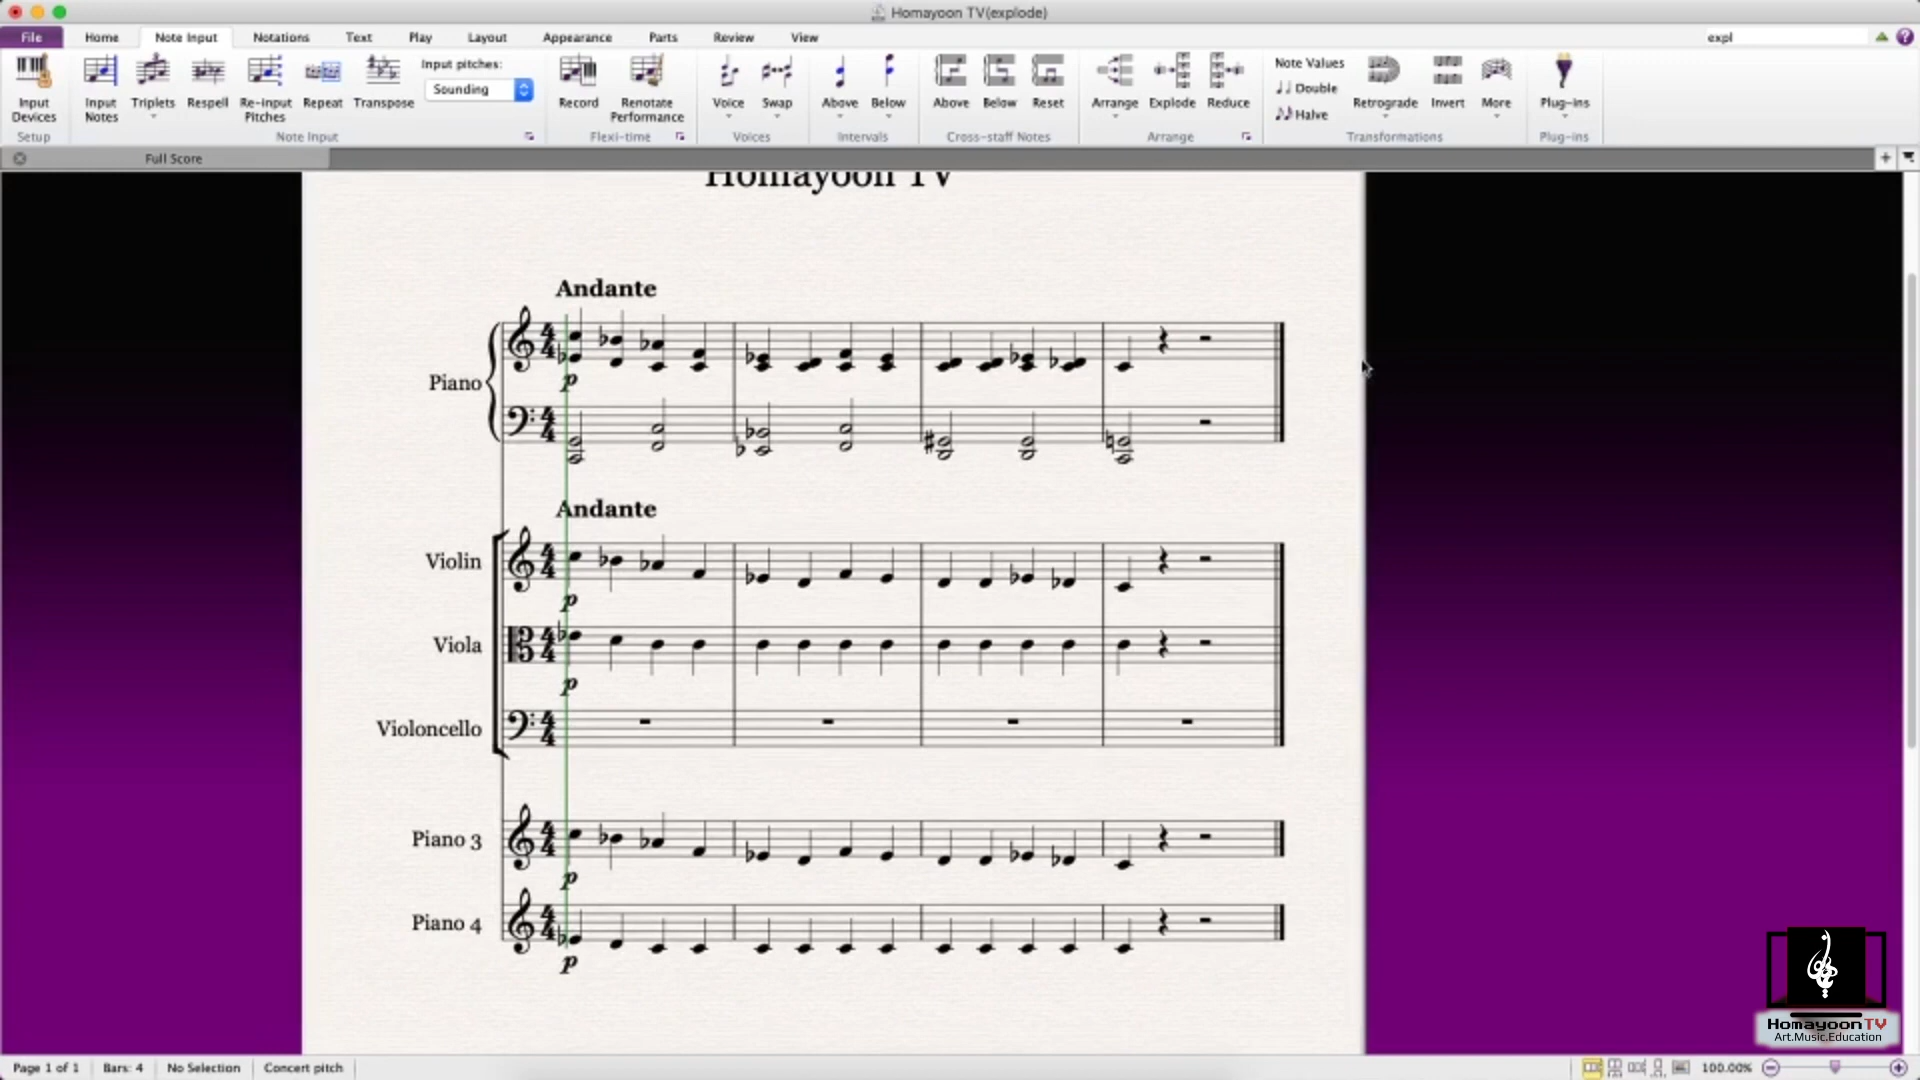 Homayoon TV(explode)
File Home Note Input Notations Text Play Layout Appearance Parts Review View expl
Input Devices
Input Notes
Triplets
Respell
Re-input Pitches
Repeat
Transpose
Input pitches:
Sounding
Record
Renotate Performance
Voice
Swap
Above
Below
Above
Below
Reset
Arrange
Explode
Reduce
Note Values
Double
Halve
Retrograde
Invert
More
Plug-ins
Setup Note Input Flexi-time Voices Intervals Cross-staff Notes Arrange Transformations Plug-ins
Full Score
Homayoon TV
Andante
Piano
p
Andante
Violin
p
Viola
p
Violoncello
Piano 3
p
Piano 4
p
HomayoonTV
Art.Music.Education
Page 1 of 1 Bars: 4 No Selection Concert pitch 100.00%